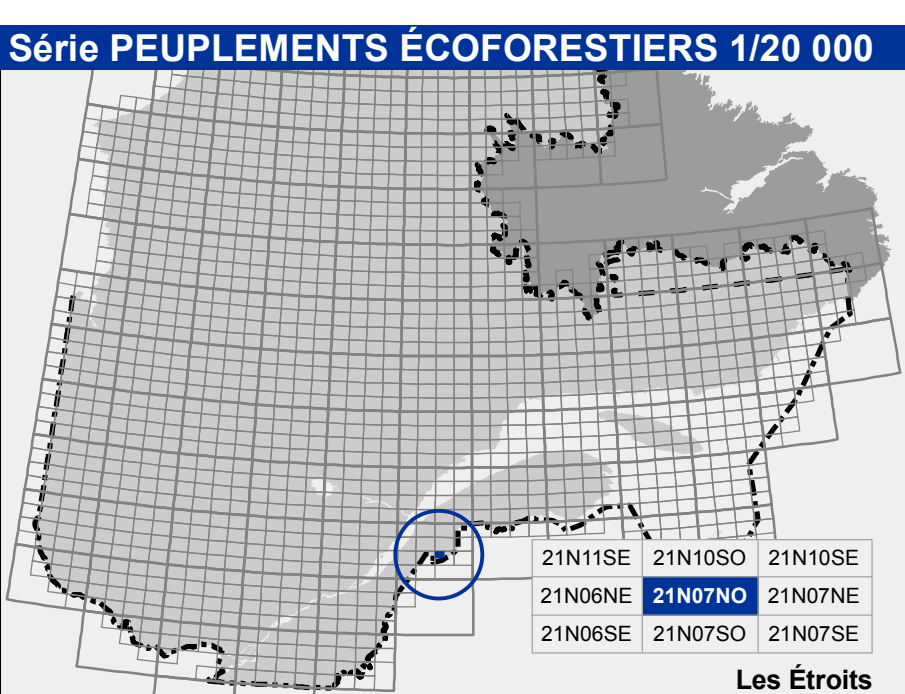 Série PEUPLEMENTS ÉCOFORESTIERS 1/20 000
21N11SE 21N10SO 21N10SE
21N06NE 21N07NO 21N07NE
21N06SE 21N07SO 21N07SE
Les Étroits